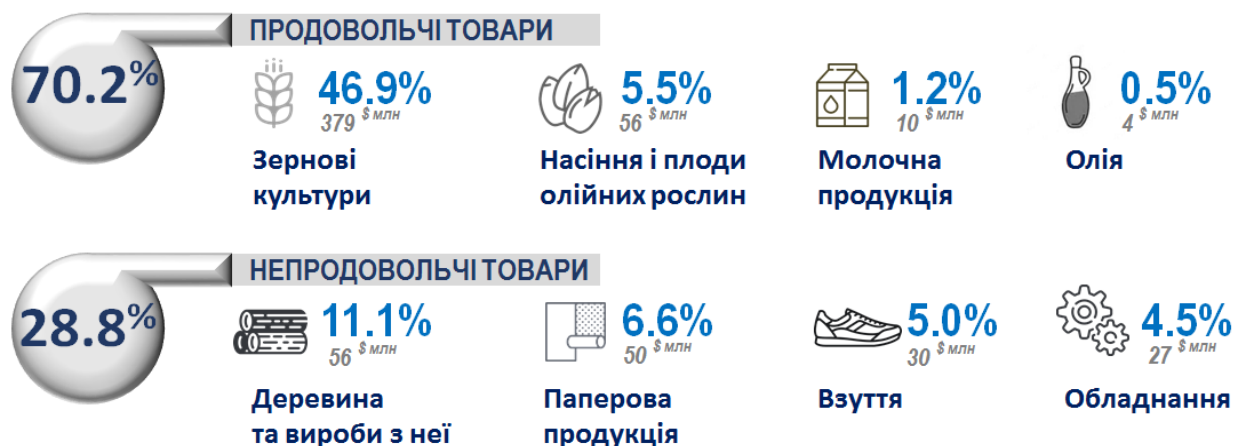 ПРОДОВОЛЬЧІ ТОВАРИ
70.2%
46.9%
379 $ млн
Зернові
культури
5.5%
56 $ млн
Насіння і плоди
олійних рослин
1.2%
10 $ млн
Молочна
продукція
0.5%
4 $ млн
Олія
НЕПРОДОВОЛЬЧІ ТОВАРИ
28.8%
11.1%
56 $ млн
Деревина
та вироби з неї
6.6%
50 $ млн
Паперова
продукція
5.0%
30 $ млн
Взуття
4.5%
27 $ млн
Обладнання